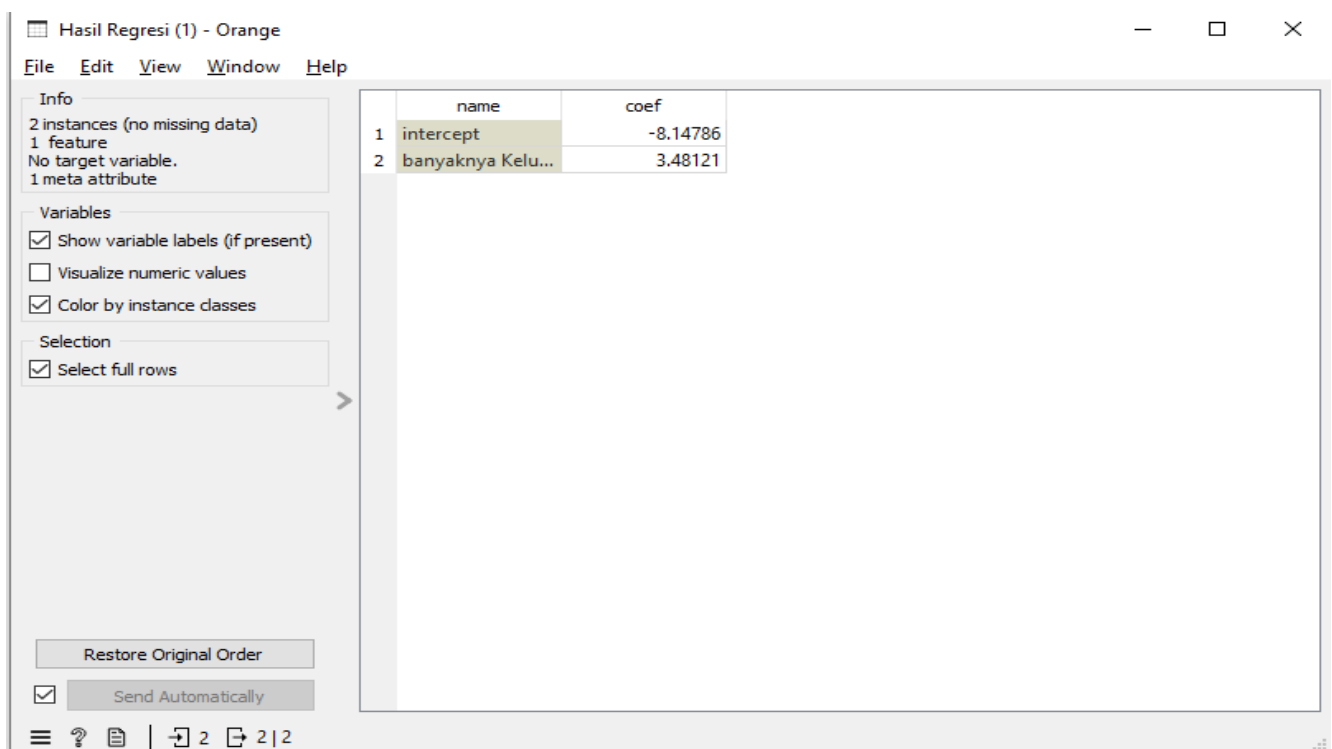 Hasil Regresi (1) - Orange
File Edit View Window Help
Info
2 instances (no missing data)
1 feature
No target variable.
1 meta attribute
Variables
Show variable labels (if present)
Visualize numeric values
Color by instance classes
Selection
Select full rows
>
name coef
1 intercept -8.14786
2 banyaknya Kelu... 3.48121
Restore Original Order
Send Automatically
? 2 2|2